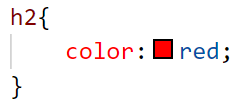 h2{
    color: red;
}